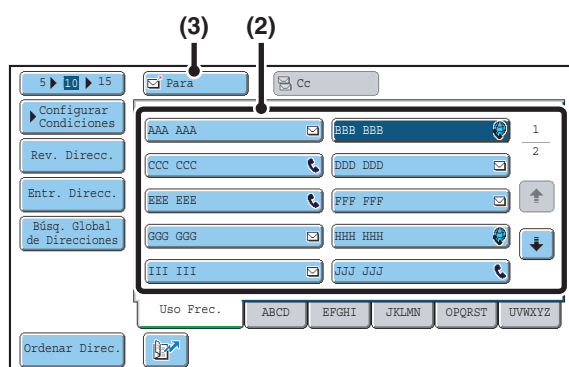 (3) (2)
5 10 15
Para
Cc
Configurar
Condiciones
Rev. Direcc.
Entr. Direcc.
Búsq. Global
de Direcciones
AAA AAA
BBB BBB
CCC CCC
DDD DDD
EEE EEE
FFF FFF
GGG GGG
HHH HHH
III III
JJJ JJJ
1
2
Uso Frec.
ABCD
EFGHI
JKLMN
OPQRST
UVWXYZ
Ordenar Direc.